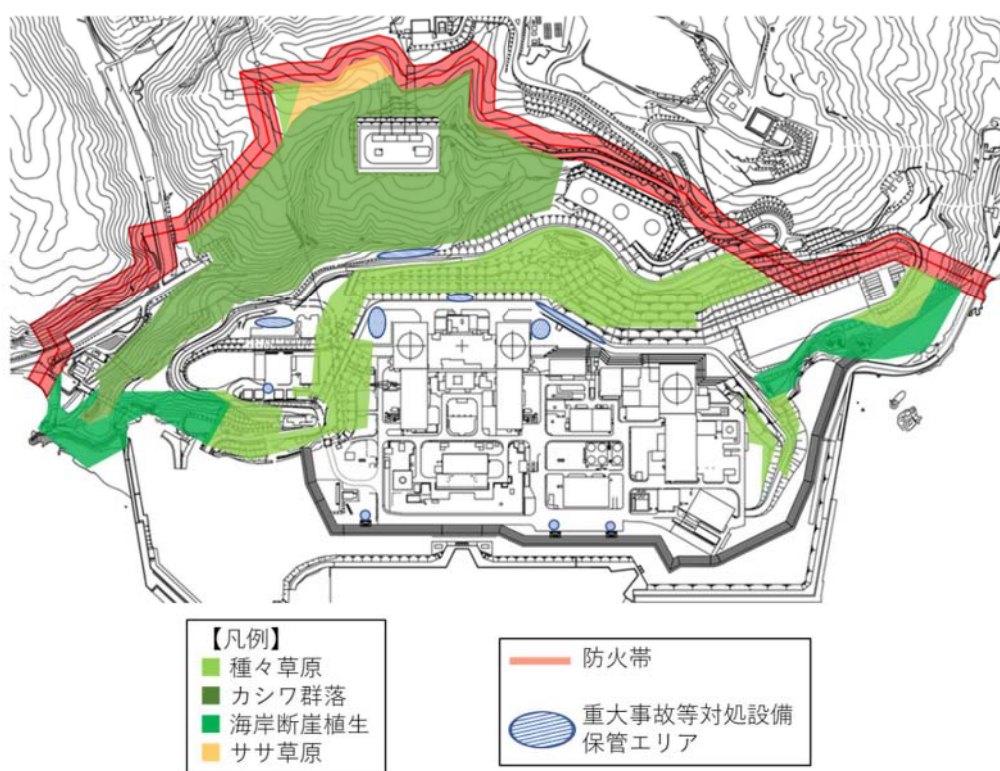 【凡例】
種々草原
カシワ群落
海岸断崖植生
ササ草原
防火帯
重大事故等対処設備
保管エリア